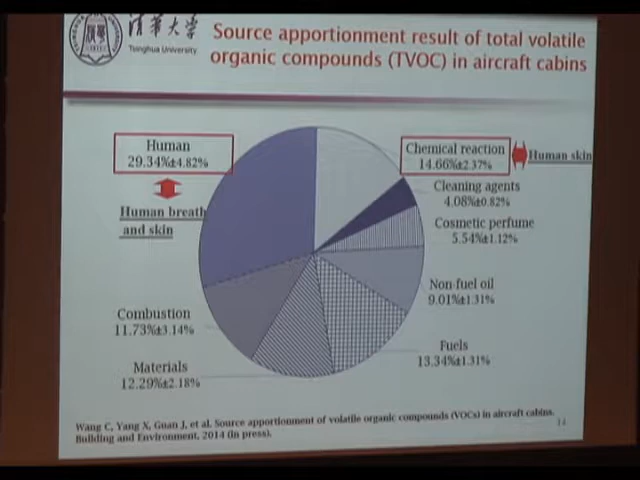 清华大学
Tsinghua University
Source apportionment result of total volatile
organic compounds (TVOC) in aircraft cabins
Human
29.34%±4.82%
Human breath
and skin
Chemical reaction
14.66%±2.37%
Human skin
Cleaning agents
4.08%±0.82%
Cosmetic perfume
5.54%±1.12%
Non-fuel oil
9.01%±1.31%
Fuels
13.34%±1.31%
Combustion
11.73%±3.14%
Materials
12.29%±2.18%
Wang C, Yang X, Guan J, et al. Source apportionment of volatile organic compounds (VOCs) in aircraft cabins.
Building and Environment, 2014 (in press).
14